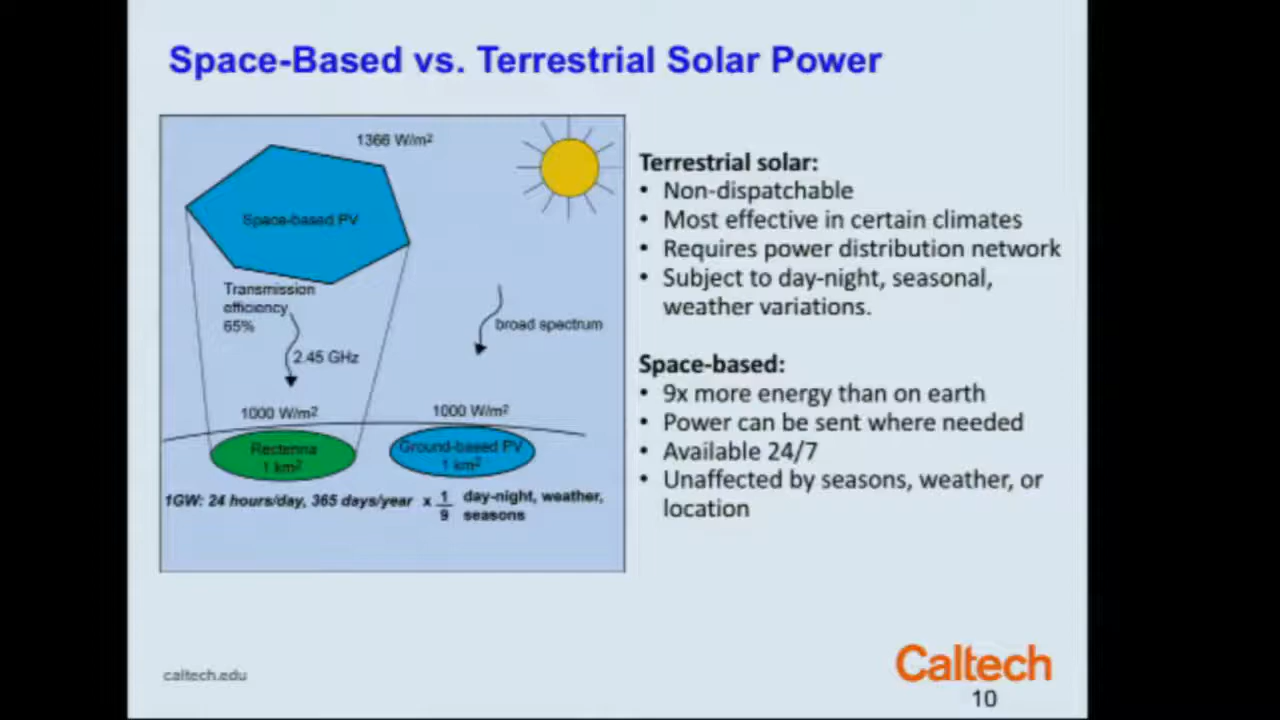 Space-Based vs. Terrestrial Solar Power
1366 W/m²
Space-based PV
Transmission
efficiency
65%
2.45 GHz
broad spectrum
1000 W/m²
1000 W/m²
Rectenna
1 km²
Ground-based PV
1 km²
1GW: 24 hours/day, 365 days/year x 1/9 day-night, weather,
seasons
Terrestrial solar:
• Non-dispatchable
• Most effective in certain climates
• Requires power distribution network
• Subject to day-night, seasonal,
weather variations.
Space-based:
• 9x more energy than on earth
• Power can be sent where needed
• Available 24/7
• Unaffected by seasons, weather, or
location
caltech.edu
Caltech
10